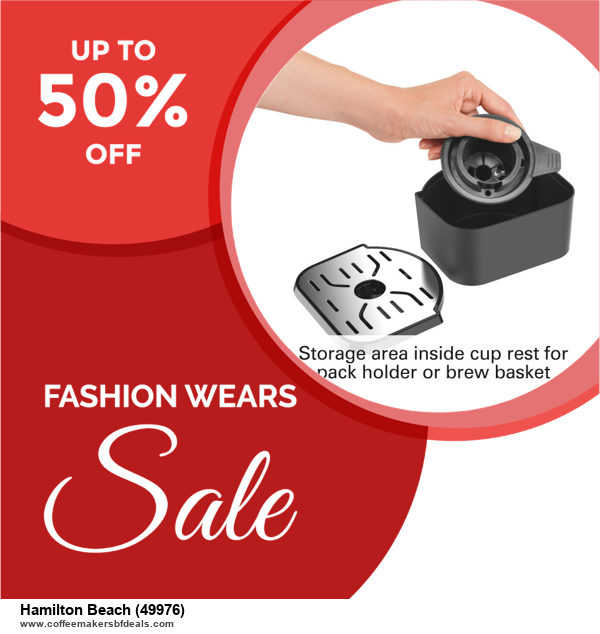 UP TO
50%
OFF
Storage area inside cup rest for
pack holder or brew basket
FASHION WEARS
Sale
Hamilton Beach (49976)
www.coffeemakersbfdeals.com